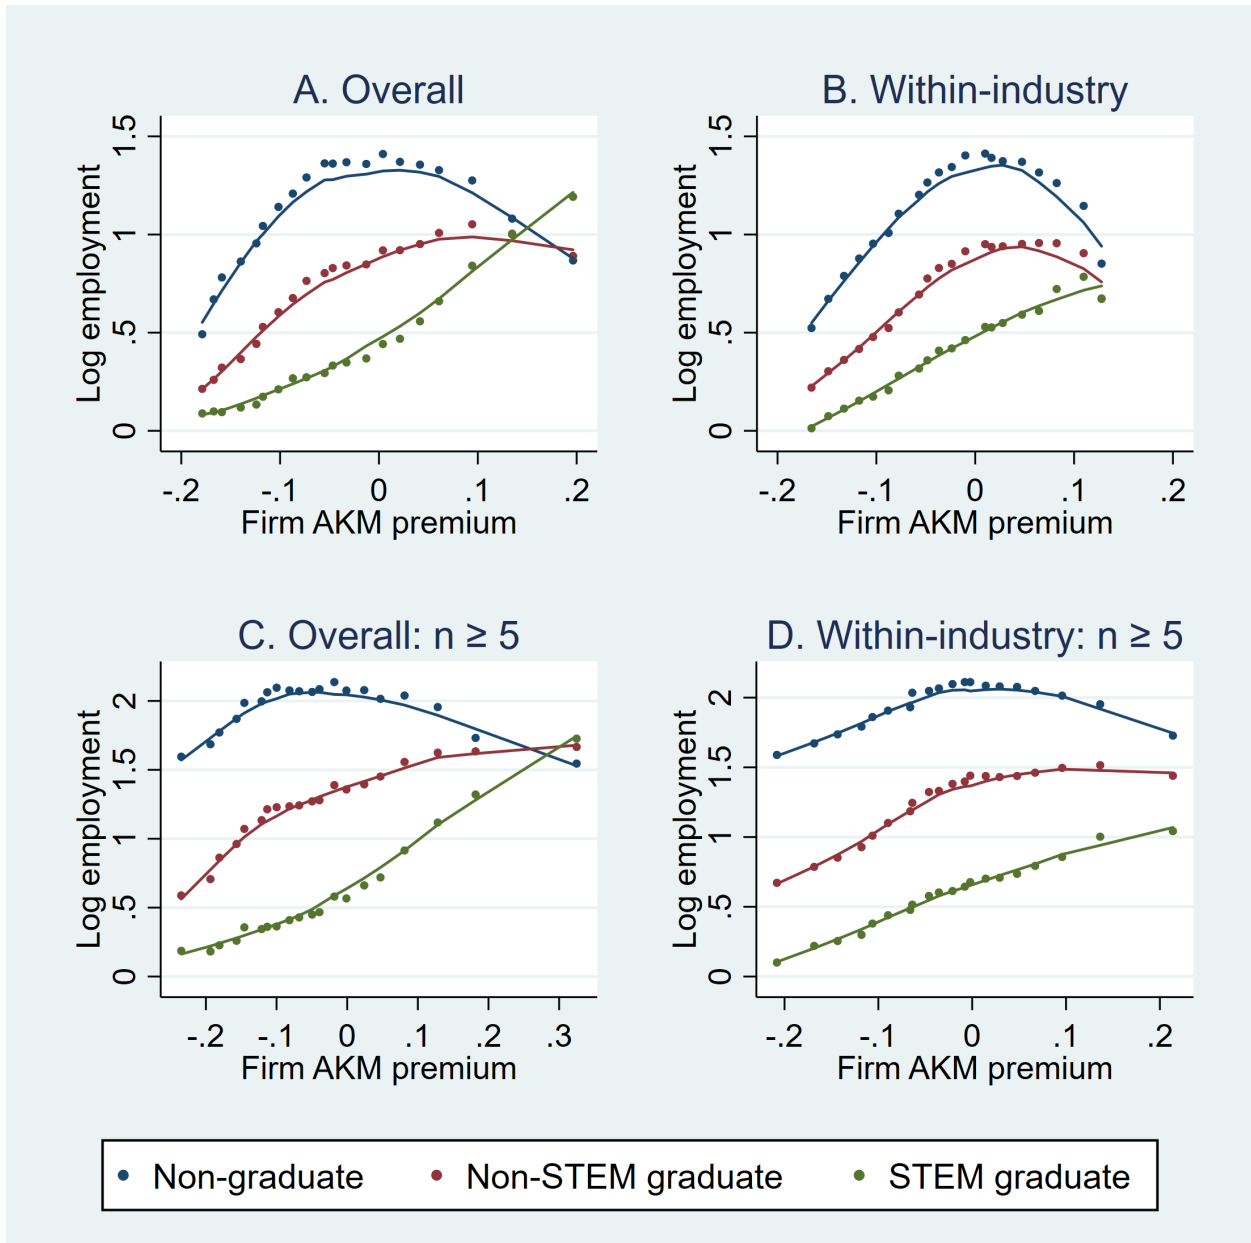 A. Overall
Log employment
1.5
1
.5
0
-.2 -.1 0 .1 .2
Firm AKM premium
B. Within-industry
Log employment
1.5
1
.5
0
-.2 -.1 0 .1 .2
Firm AKM premium
C. Overall: n ≥ 5
Log employment
2
1.5
1
.5
0
-.2 -.1 0 .1 .2 .3
Firm AKM premium
D. Within-industry: n ≥ 5
Log employment
2
1.5
1
.5
0
-.2 -.1 0 .1 .2
Firm AKM premium
Non-graduate Non-STEM graduate STEM graduate